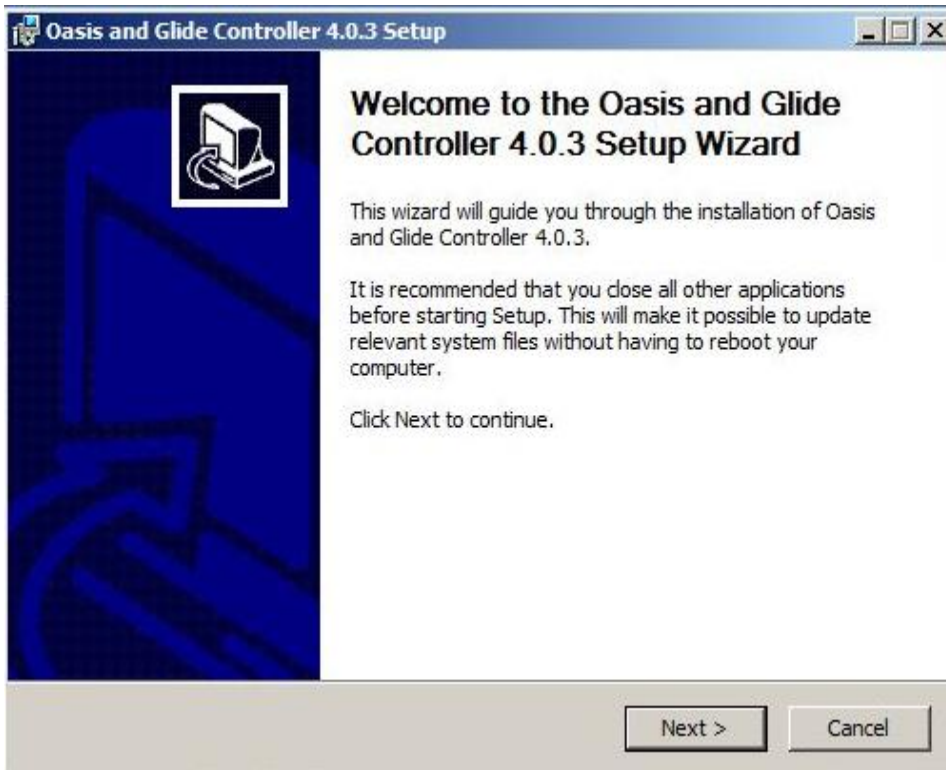 Oasis and Glide Controller 4.0.3 Setup
Welcome to the Oasis and Glide
Controller 4.0.3 Setup Wizard
This wizard will guide you through the installation of Oasis
and Glide Controller 4.0.3.
It is recommended that you close all other applications
before starting Setup. This will make it possible to update
relevant system files without having to reboot your
computer.
Click Next to continue.
Next >
Cancel